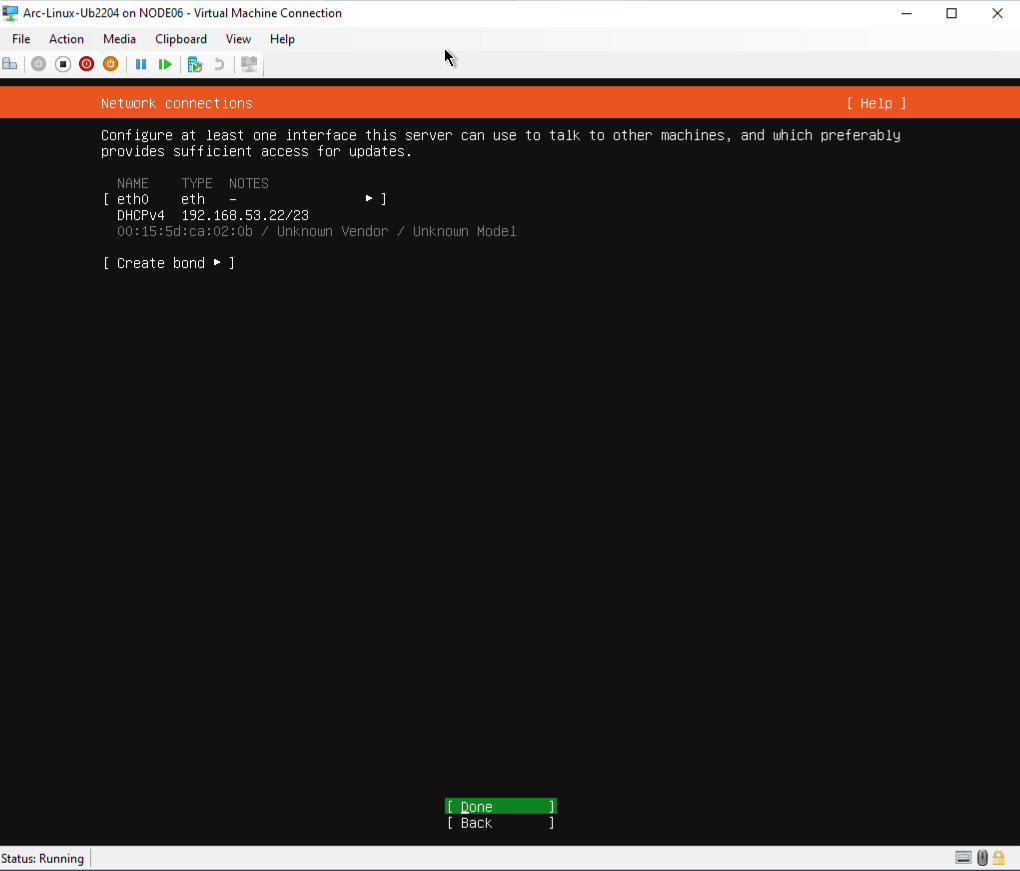 Arc-Linux-Ub2204 on NODE06 - Virtual Machine Connection
File Action Media Clipboard View Help
Network connections [ Help ]
Configure at least one interface this server can use to talk to other machines, and which preferably
provides sufficient access for updates.
NAME TYPE NOTES
[ eth0 eth – ▸ ]
DHCPv4 192.168.53.22/23
00:15:5d:ca:02:0b / Unknown Vendor / Unknown Model
[ Create bond ▸ ]
[ Done ]
[ Back ]
Status: Running